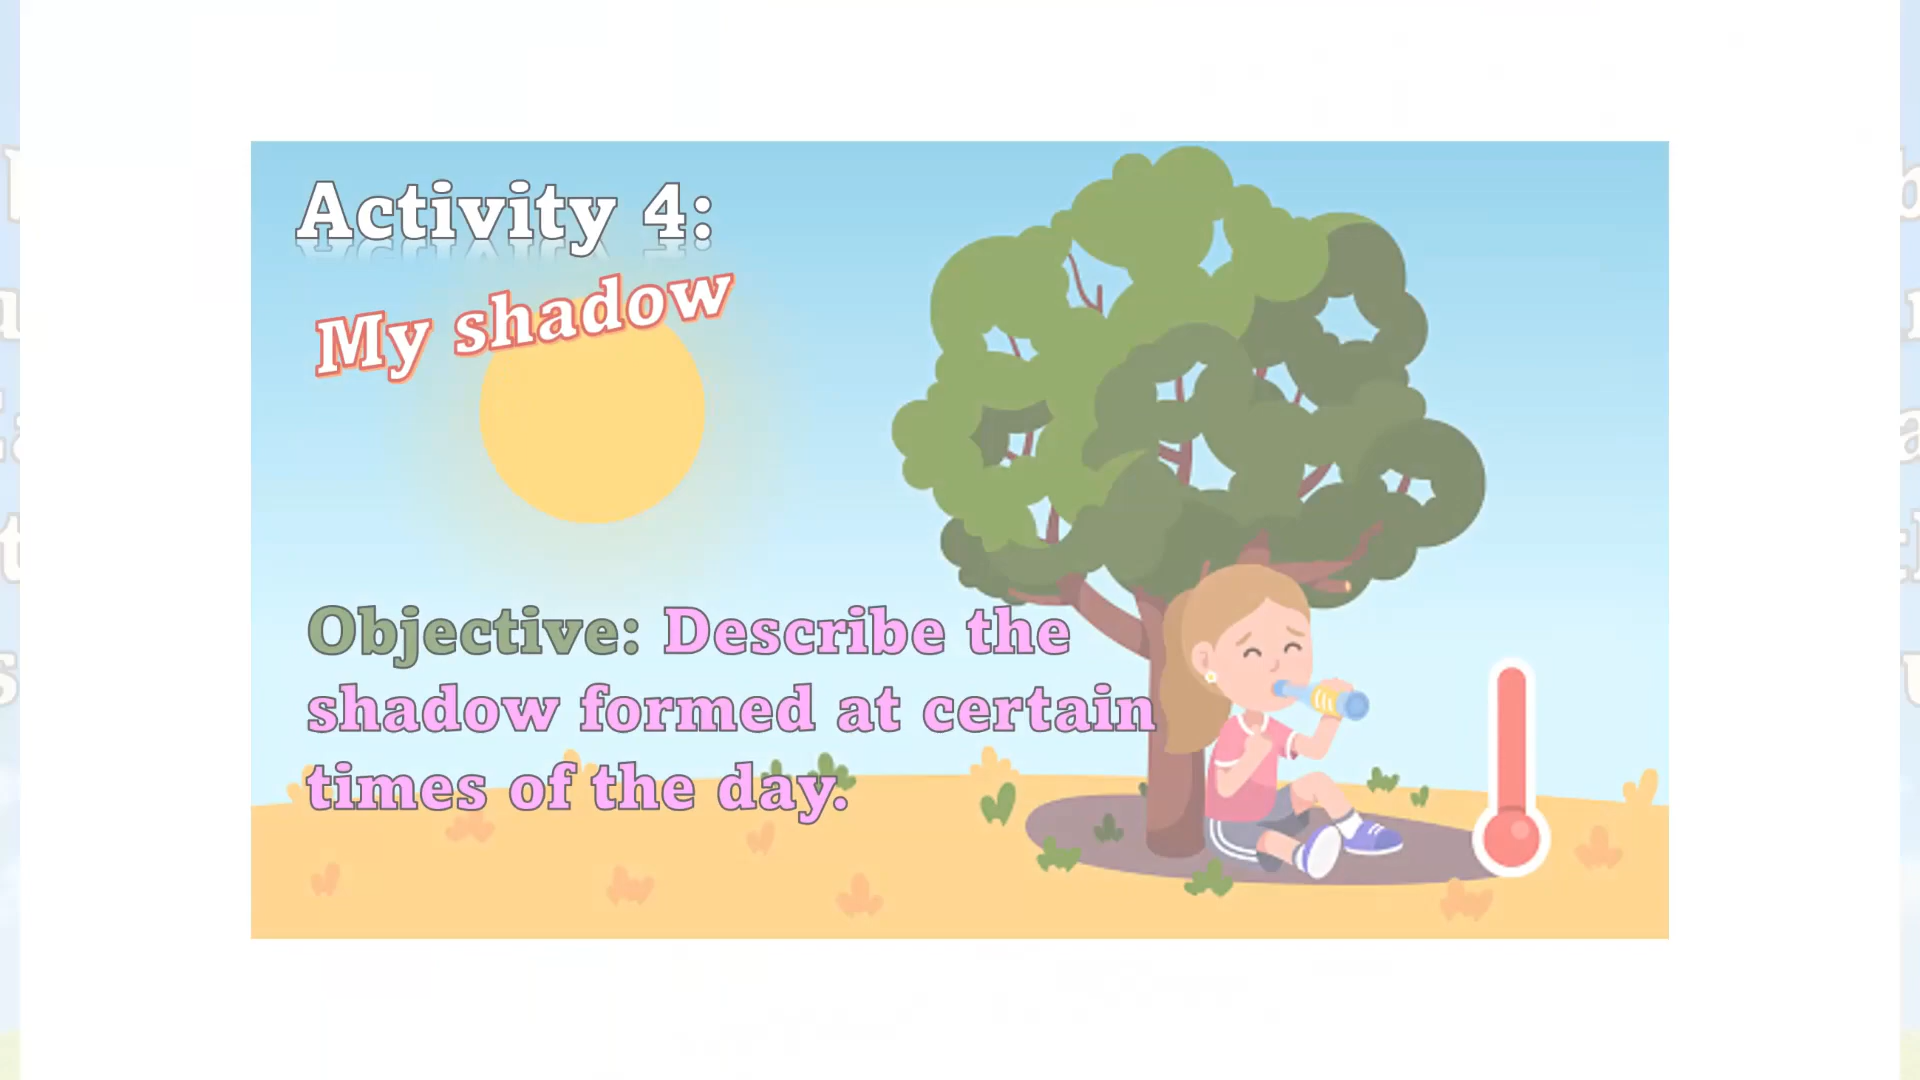 Activity 4:
My shadow
Objective: Describe the
shadow formed at certain
times of the day.